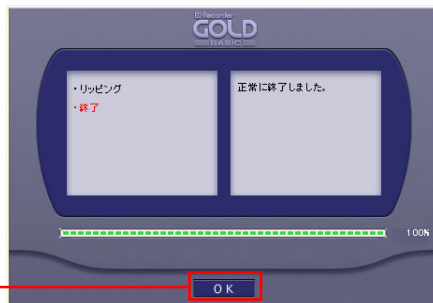 B's Recorder
GOLD
BASIC
・リッピング
・終了
正常に終了しました。
100%
OK